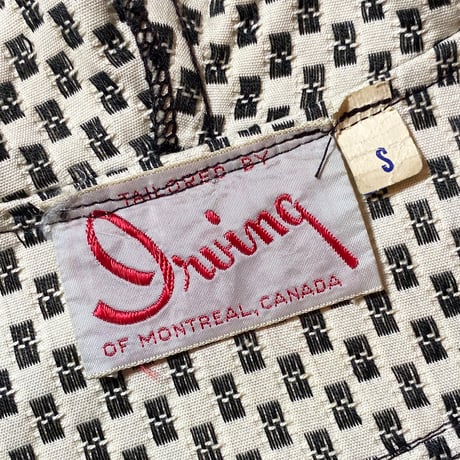 TAILORED BY
Irving
OF MONTREAL, CANADA
S